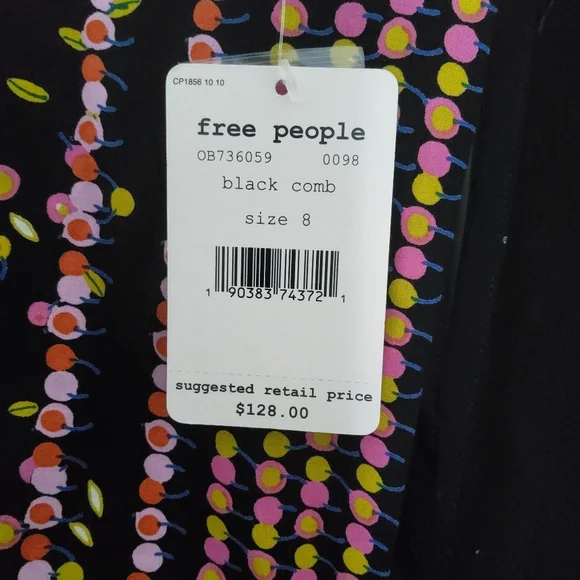 CP1856 10 10
free people
OB736059 0098
black comb
size 8
1 90383 74372 1
suggested retail price
$128.00